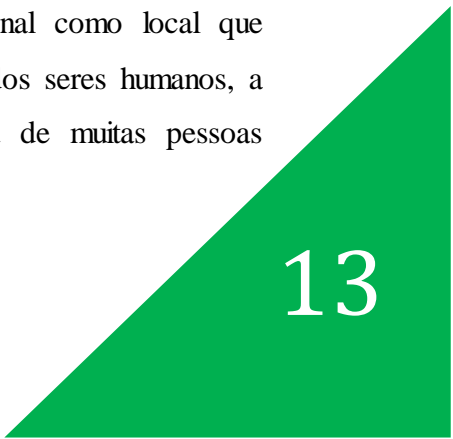 nal como local que
os seres humanos, a
de muitas pessoas
13